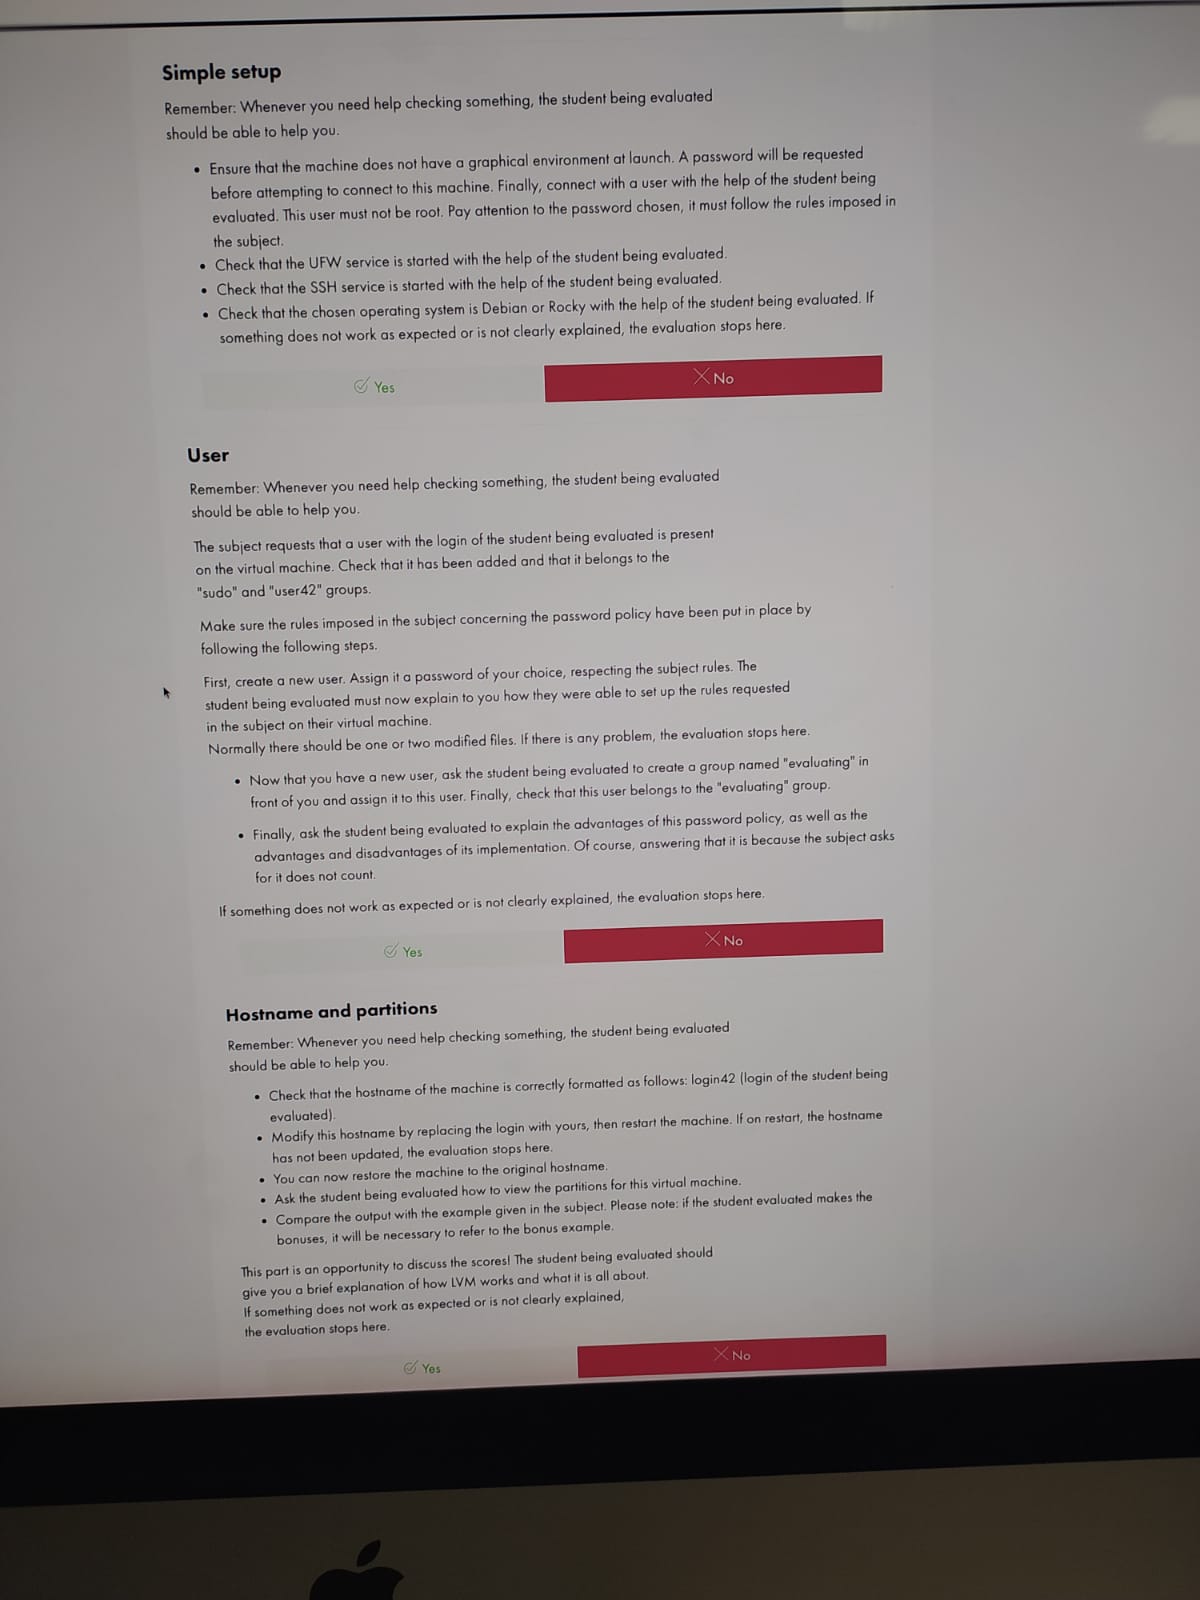 Simple setup
Remember: Whenever you need help checking something, the student being evaluated
should be able to help you.
• Ensure that the machine does not have a graphical environment at launch. A password will be requested
before attempting to connect to this machine. Finally, connect with a user with the help of the student being
evaluated. This user must not be root. Pay attention to the password chosen, it must follow the rules imposed in
the subject.
• Check that the UFW service is started with the help of the student being evaluated.
• Check that the SSH service is started with the help of the student being evaluated.
• Check that the chosen operating system is Debian or Rocky with the help of the student being evaluated. If
something does not work as expected or is not clearly explained, the evaluation stops here.
Yes
No
User
Remember: Whenever you need help checking something, the student being evaluated
should be able to help you.
The subject requests that a user with the login of the student being evaluated is present
on the virtual machine. Check that it has been added and that it belongs to the
"sudo" and "user42" groups.
Make sure the rules imposed in the subject concerning the password policy have been put in place by
following the following steps.
First, create a new user. Assign it a password of your choice, respecting the subject rules. The
student being evaluated must now explain to you how they were able to set up the rules requested
in the subject on their virtual machine.
Normally there should be one or two modified files. If there is any problem, the evaluation stops here.
• Now that you have a new user, ask the student being evaluated to create a group named "evaluating" in
front of you and assign it to this user. Finally, check that this user belongs to the "evaluating" group.
• Finally, ask the student being evaluated to explain the advantages of this password policy, as well as the
advantages and disadvantages of its implementation. Of course, answering that it is because the subject asks
for it does not count.
If something does not work as expected or is not clearly explained, the evaluation stops here.
Yes
No
Hostname and partitions
Remember: Whenever you need help checking something, the student being evaluated
should be able to help you.
• Check that the hostname of the machine is correctly formatted as follows: login42 (login of the student being
evaluated).
• Modify this hostname by replacing the login with yours, then restart the machine. If on restart, the hostname
has not been updated, the evaluation stops here.
• You can now restore the machine to the original hostname.
• Ask the student being evaluated how to view the partitions for this virtual machine.
• Compare the output with the example given in the subject. Please note: if the student evaluated makes the
bonuses, it will be necessary to refer to the bonus example.
This part is an opportunity to discuss the scores! The student being evaluated should
give you a brief explanation of how LVM works and what it is all about.
If something does not work as expected or is not clearly explained,
the evaluation stops here.
Yes
No